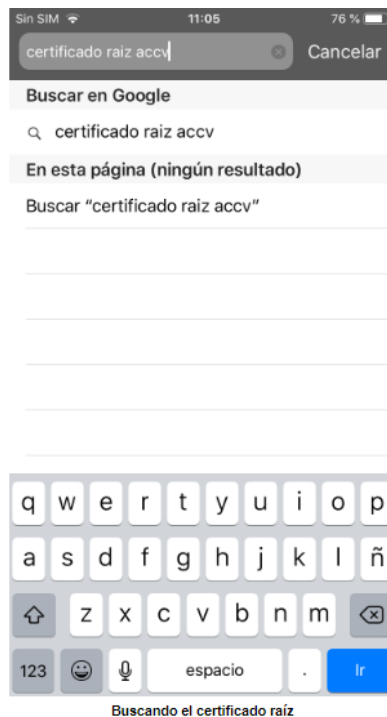 Sin SIM 11:05 76 %
certificado raiz accv Cancelar
Buscar en Google
certificado raiz accv
En esta página (ningún resultado)
Buscar “certificado raiz accv”
q w e r t y u i o p
a s d f g h j k l ñ
z x c v b n m
123 espacio . Ir
Buscando el certificado raíz